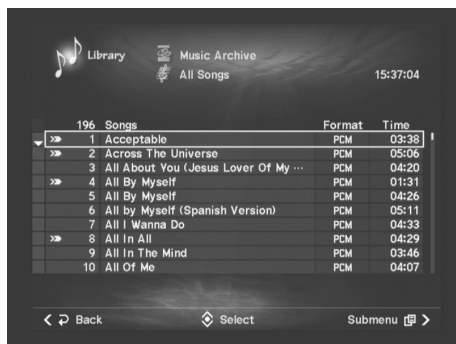 Library
Music Archive
All Songs
15:37:04
196 Songs Format Time
1 Acceptable PCM 03:38
2 Across The Universe PCM 05:06
3 All About You (Jesus Lover Of My ··· PCM 04:20
4 All By Myself PCM 01:31
5 All By Myself PCM 04:26
6 All by Myself (Spanish Version) PCM 05:11
7 All I Wanna Do PCM 04:33
8 All In All PCM 04:29
9 All In The Mind PCM 03:46
10 All Of Me PCM 04:07
Back Select Submenu